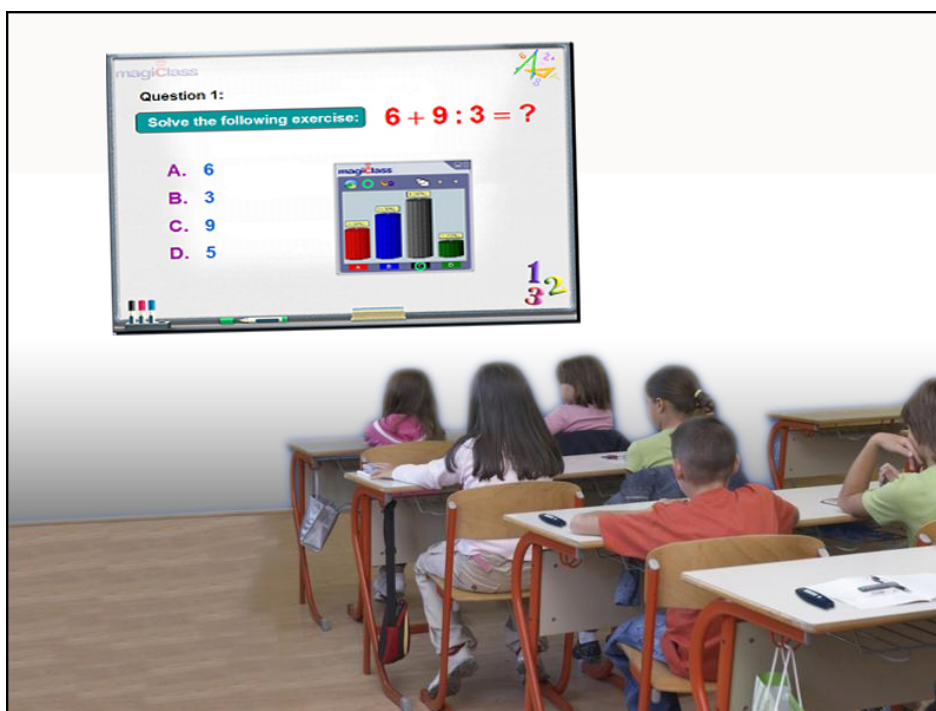 magiClass
Question 1:
Solve the following exercise: 6 + 9 : 3 = ?
A. 6
B. 3
C. 9
D. 5
magiClass
A B D
1
2
3